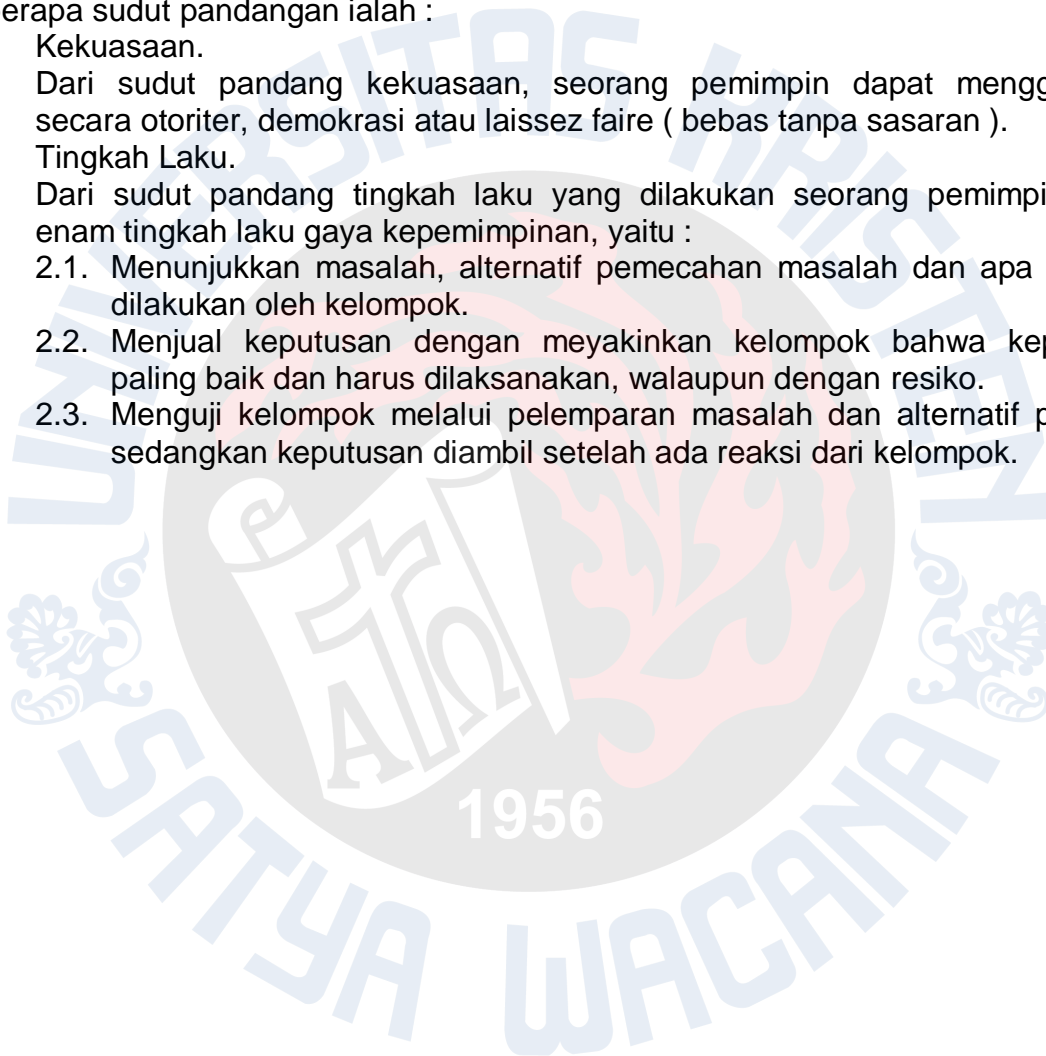 erapa sudut pandangan ialah :
Kekuasaan.
Dari sudut pandang kekuasaan, seorang pemimpin dapat mengg
secara otoriter, demokrasi atau laissez faire ( bebas tanpa sasaran ).
Tingkah Laku.
Dari sudut pandang tingkah laku yang dilakukan seorang pemimpi
enam tingkah laku gaya kepemimpinan, yaitu :
2.1. Menunjukkan masalah, alternatif pemecahan masalah dan apa
dilakukan oleh kelompok.
2.2. Menjual keputusan dengan meyakinkan kelompok bahwa kep
paling baik dan harus dilaksanakan, walaupun dengan resiko.
2.3. Menguji kelompok melalui pelemparan masalah dan alternatif p
sedangkan keputusan diambil setelah ada reaksi dari kelompok.
UNIVERSITAS KRISTEN
SATYA WACANA
1956
ΑΩ